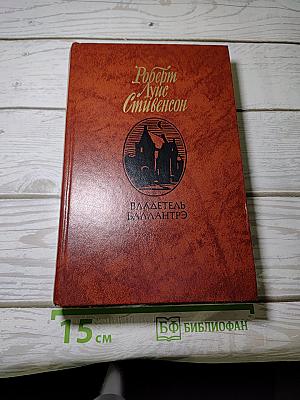 Роберт
Луис
Стивенсон
ВЛАДЕТЕЛЬ
БАЛЛАНТРЭ
15 см
БФ БИБЛИОФАН